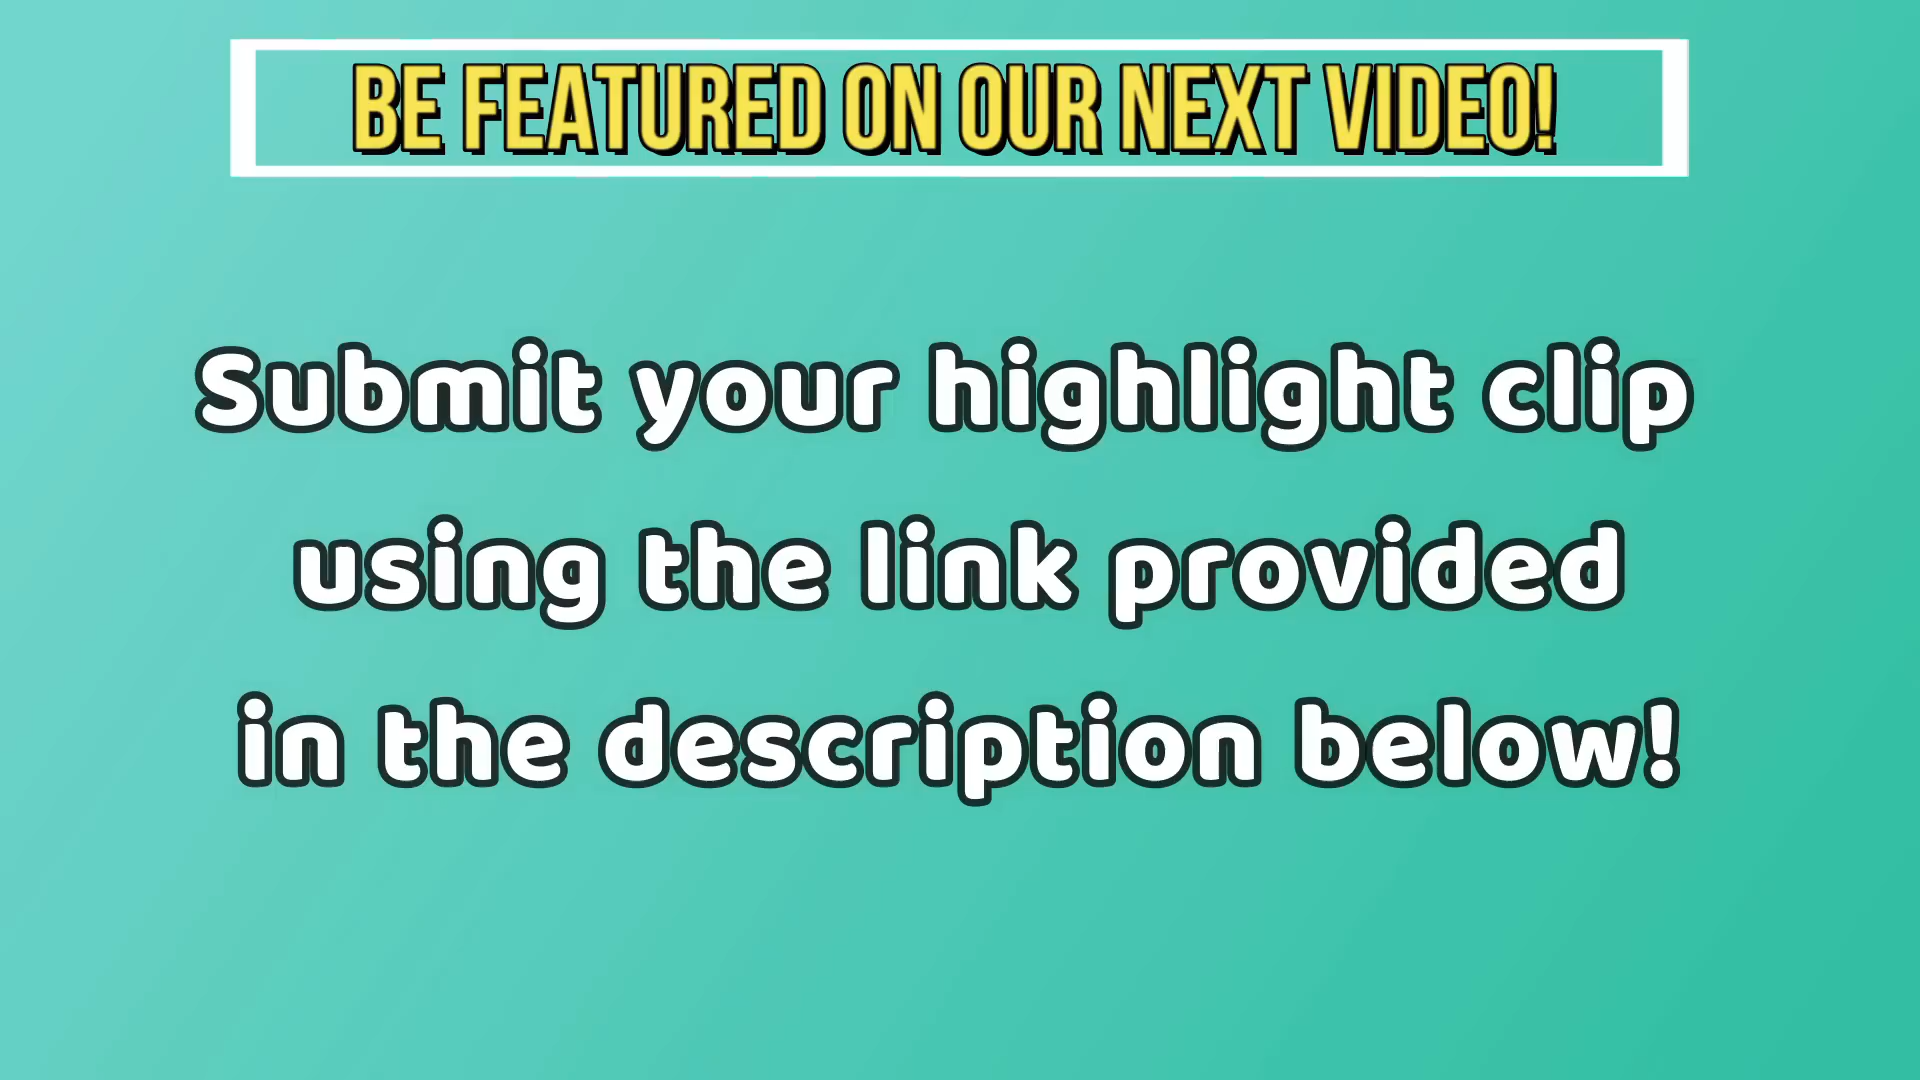 BE FEATURED ON OUR NEXT VIDEO!
Submit your highlight clip
using the link provided
in the description below!